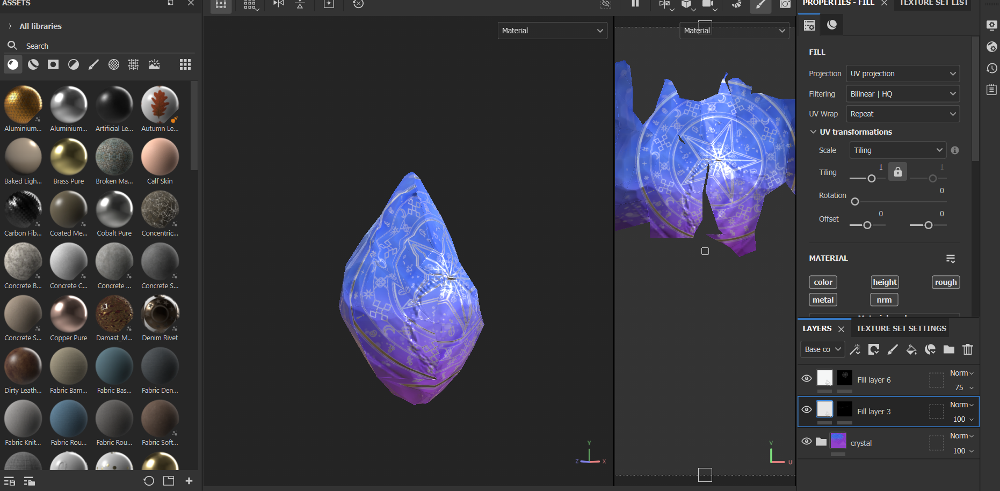 ASSETS
All libraries
Search
Aluminium...
Aluminium...
Artificial Le...
Autumn Le...
Baked Ligh...
Brass Pure
Broken Ma...
Calf Skin
Carbon Fib...
Coated Me...
Cobalt Pure
Concentric...
Concrete B...
Concrete C...
Concrete ...
Concrete S...
Concrete S...
Copper Pure
Damast_M...
Denim Rivet
Dirty Leath...
Fabric Bam...
Fabric Bas...
Fabric Den...
Fabric Knit...
Fabric Rou...
Fabric Rou...
Fabric Soft...
Material
Y
Z
X
Material
V
U
PROPERTIES - FILL
TEXTURE SET LIST
FILL
Projection
UV projection
Filtering
Bilinear | HQ
UV Wrap
Repeat
UV transformations
Scale
Tiling
Tiling
1
1
Rotation
0
Offset
0
0
MATERIAL
color
height
rough
metal
nrm
LAYERS
TEXTURE SET SETTINGS
Base co
Fill layer 6
Norm
75
Fill layer 3
Norm
100
crystal
Norm
100